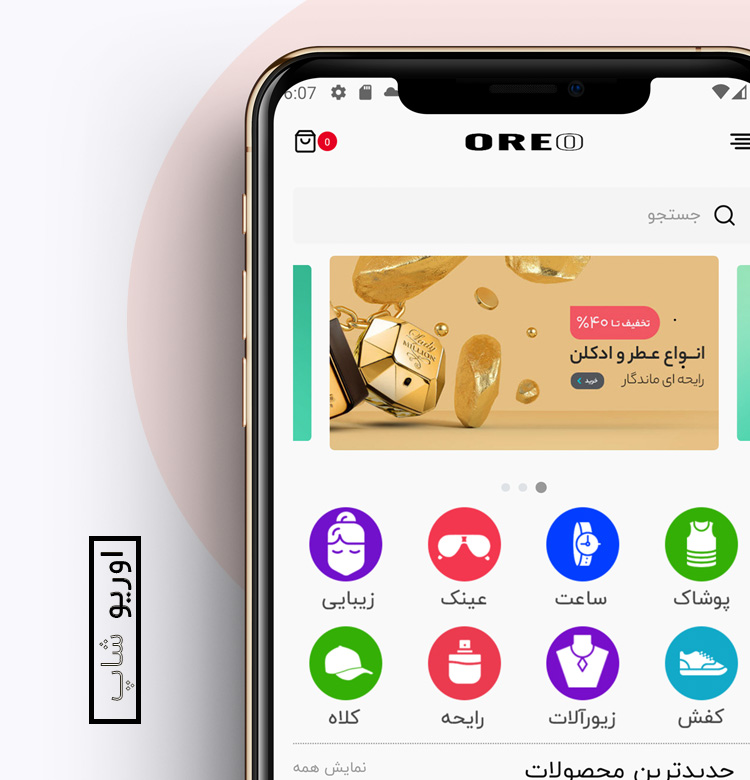 6:07
0
OREO
جستجو
تخفیف تا ۴۰%
انواع عطر و ادکلن
رایحه ای ماندگار
خرید
Lady
MILLION
پوشاک
ساعت
عینک
زیبایی
کفش
زیورآلات
رایحه
کلاه
جدیدترین محصولات
نمایش همه
اوریو شاپ